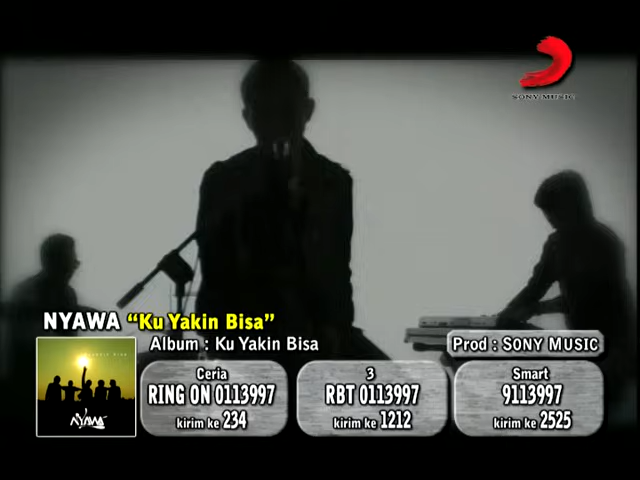 SONY MUSIC
NYAWA "Ku Yakin Bisa"
Album : Ku Yakin Bisa
Prod : SONY MUSIC
NYAWA
Ceria
RING ON 0113997
kirim ke 234
3
RBT 0113997
kirim ke 1212
Smart
9113997
kirim ke 2525